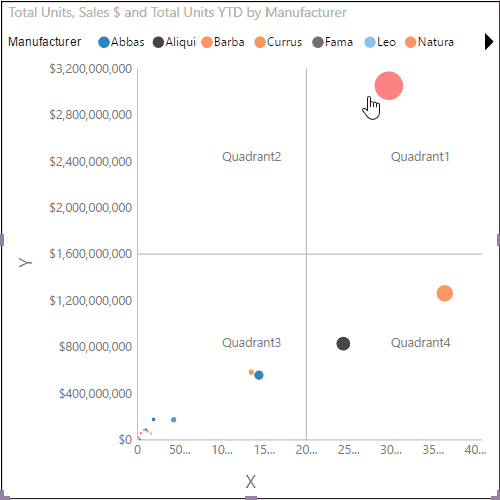 Total Units, Sales $ and Total Units YTD by Manufacturer
Manufacturer Abbas Aliqui Barba Currus Fama Leo Natura
$3,200,000,000
$2,800,000,000
$2,400,000,000
Quadrant2 Quadrant1
$2,000,000,000
$1,600,000,000
Y
$1,200,000,000
$800,000,000
Quadrant3 Quadrant4
$400,000,000
$0
0 50... 10... 15... 20... 25... 30... 35... 40...
X